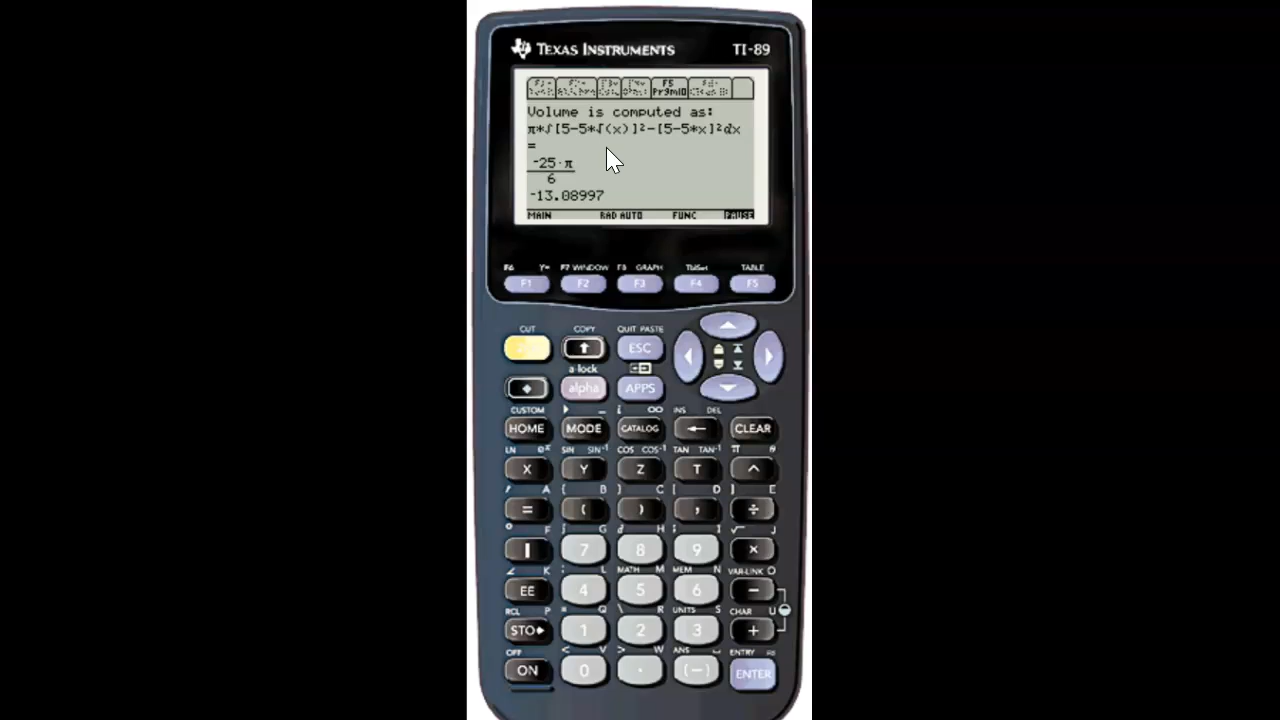 TEXAS INSTRUMENTS TI-89
F5
PrgmIO
Volume is computed as:
π*∫[5-5*√(x)]²-[5-5*x]²dx
=
-25·π
6
-13.08997
MAIN RAD AUTO FUNC PAUSE
F6 Y= F7 WINDOW F8 GRAPH TblSet TABLE
F1 F2 F3 F4 F5
CUT COPY QUIT PASTE
ESC
a-lock
alpha APPS
CUSTOM ▶ _ ¡ ∞ INS DEL
HOME MODE CATALOG ← CLEAR
LN SIN SIN⁻¹ COS COS⁻¹ TAN TAN⁻¹ π θ
X Y Z T ^
A { B } C [ D ] E
= ( ) , ÷
° F G H I √ J
| 7 8 9 ×
∠ K : L MATH M MEM N VAR-LINK O
EE 4 5 6 −
RCL P Q \ R UNITS S CHAR U
STO▶ 1 2 3 +
OFF < V > W ANS ENTRY
ON 0 . (−) ENTER